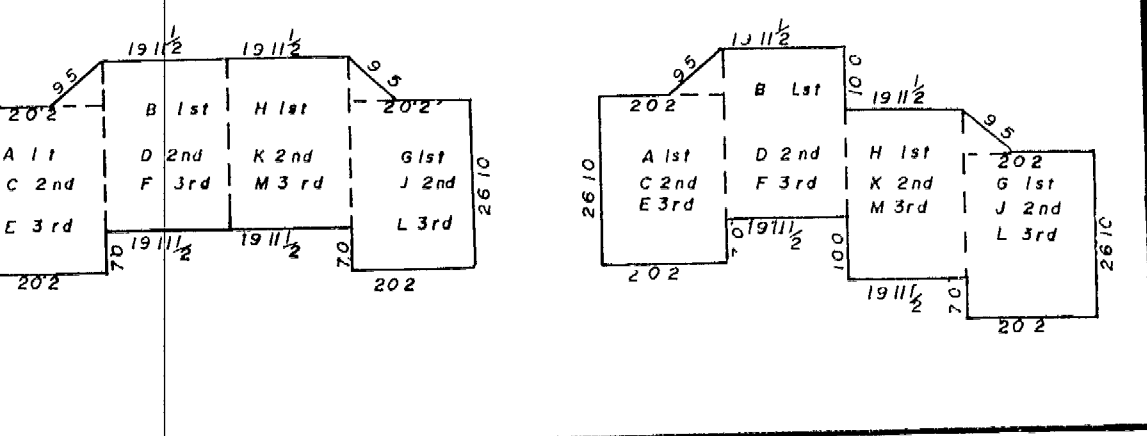 19 11 1/2
19 11 1/2
9 5
9 5
20'2
20'2'
B 1st
H 1st
A 1 t
D 2nd
K 2nd
G 1st
C 2nd
F 3rd
M 3 rd
J 2nd
E 3 rd
L 3rd
26 10
19 11 1/2
19 11 1/2
7 0'
7 0
20'2
20 2
19 11 1/2
9 5
10 0
20 2
B 1st
19 11 1/2
9 5
26 10
A 1st
C 2nd
E 3rd
D 2nd
F 3rd
H 1st
K 2nd
M 3rd
20 2
G 1st
J 2nd
L 3rd
26 10
7 0'
19 11 1/2
10 0
20 2
19 11 1/2
7 0'
20 2